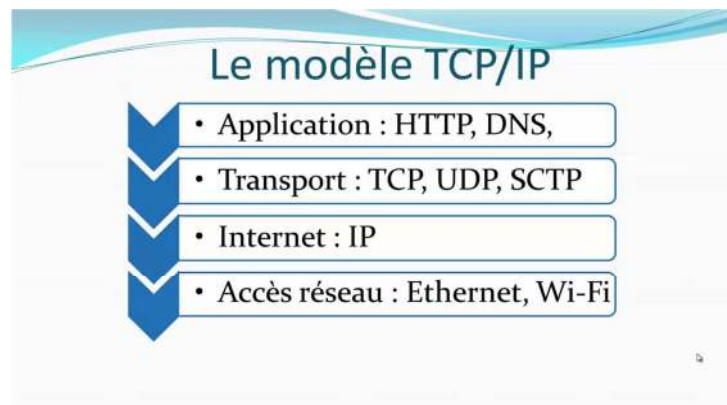 Le modèle TCP/IP
• Application : HTTP, DNS,
• Transport : TCP, UDP, SCTP
• Internet : IP
• Accès réseau : Ethernet, Wi-Fi